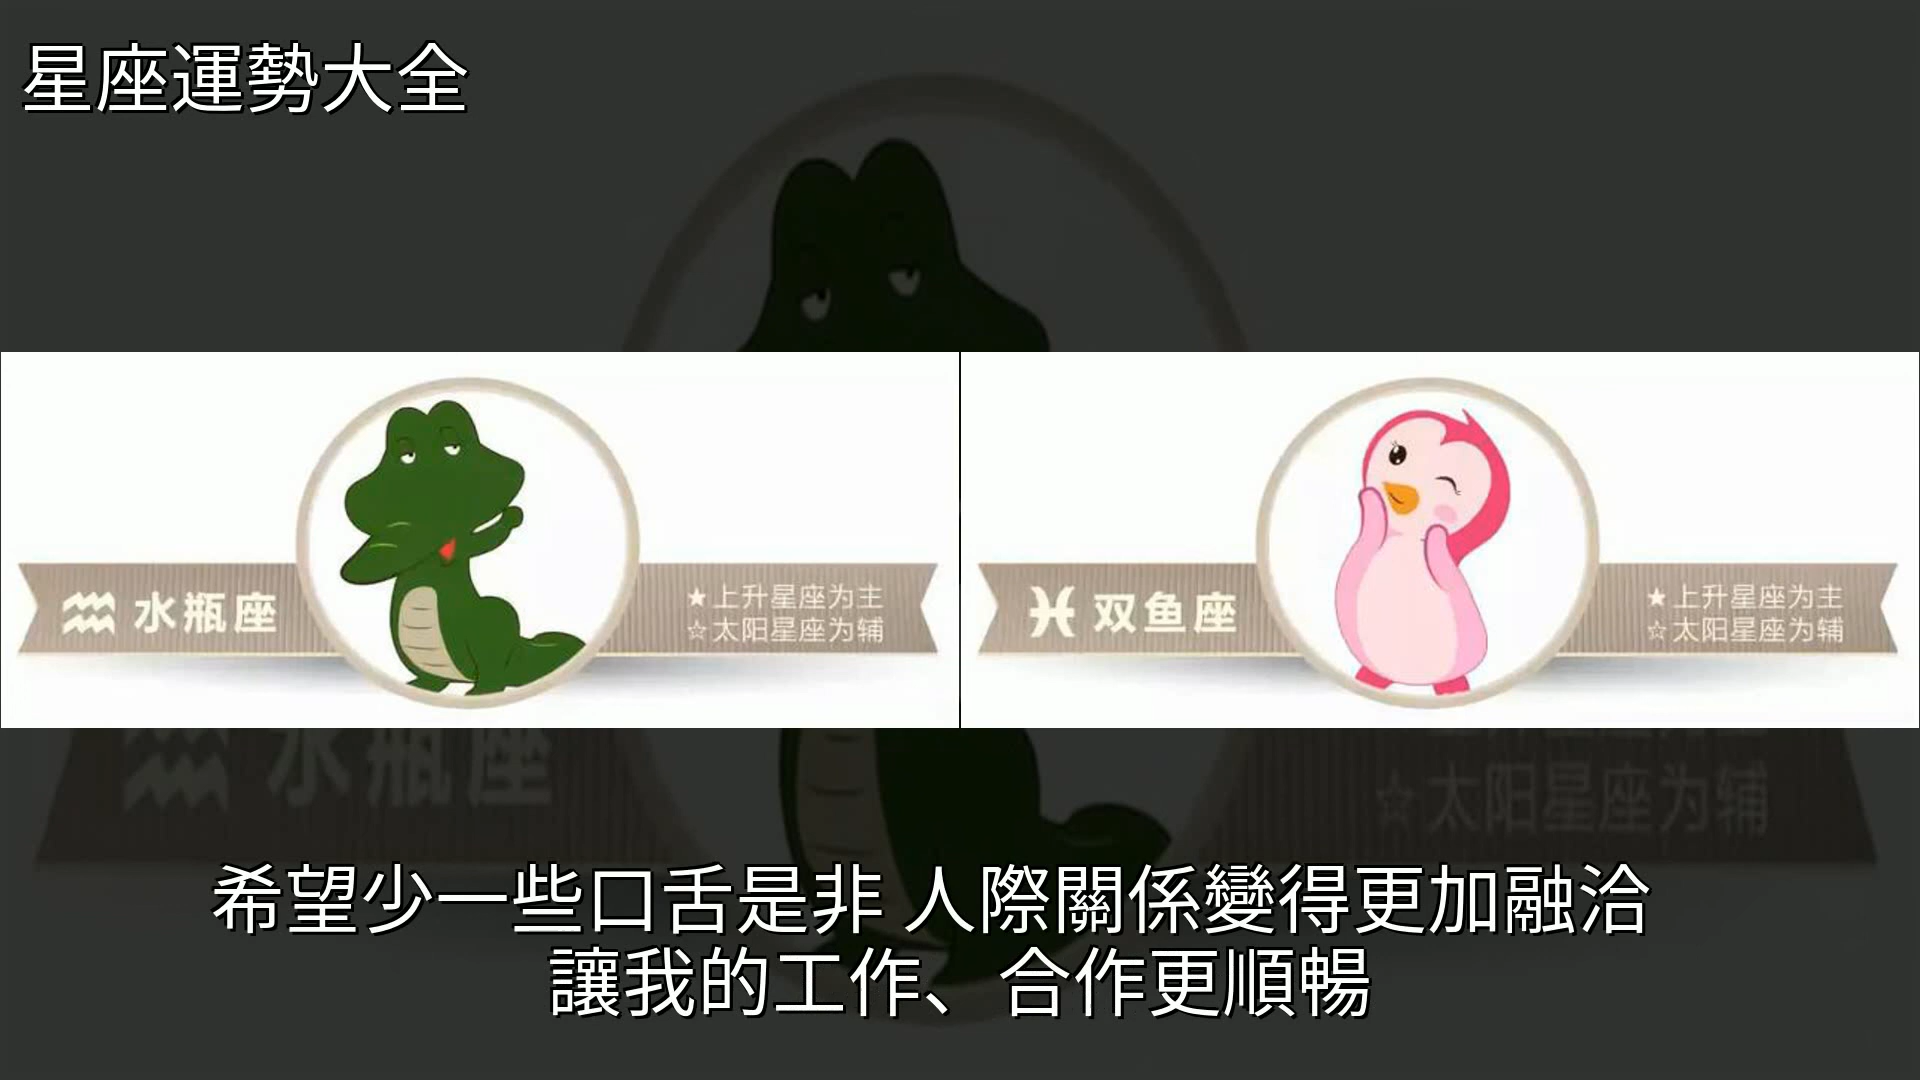 星座運勢大全
水瓶座
★上升星座为主
☆太阳星座为辅
双鱼座
★上升星座为主
☆太阳星座为辅
水瓶座
☆太阳星座为辅
希望少一些口舌是非 人際關係變得更加融洽
讓我的工作、合作更順暢